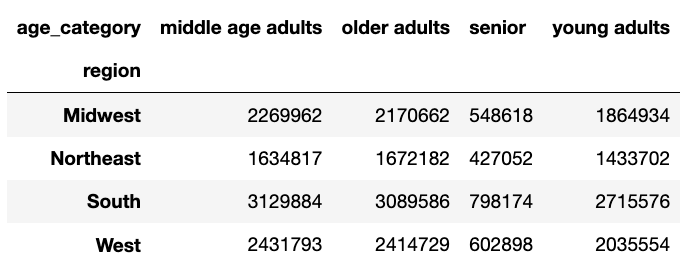 age_category middle age adults older adults senior young adults
region
Midwest 2269962 2170662 548618 1864934
Northeast 1634817 1672182 427052 1433702
South 3129884 3089586 798174 2715576
West 2431793 2414729 602898 2035554